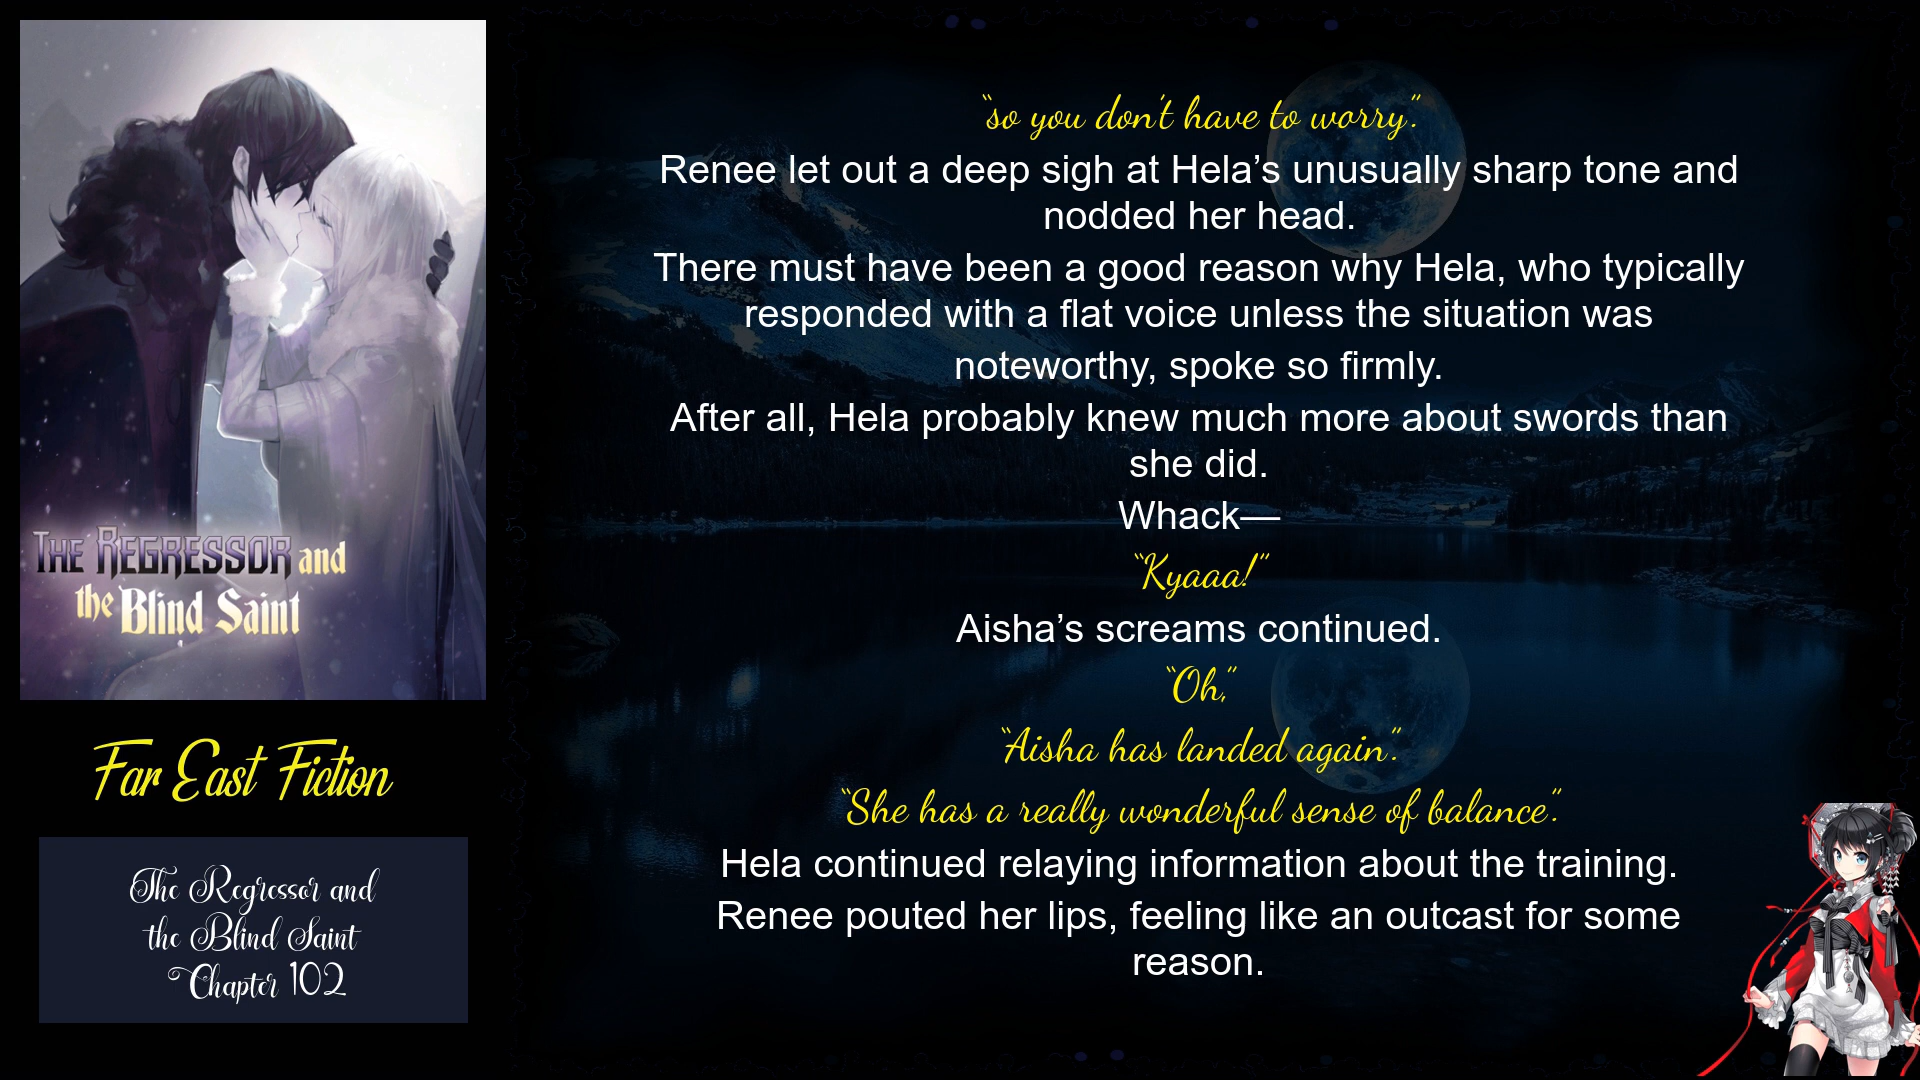 THE REGRESSOR and
the Blind Saint
Far East Fiction
The Regressor and
the Blind Saint
Chapter 102
“so you don’t have to worry”.
Renee let out a deep sigh at Hela’s unusually sharp tone and
nodded her head.
There must have been a good reason why Hela, who typically
responded with a flat voice unless the situation was
noteworthy, spoke so firmly.
After all, Hela probably knew much more about swords than
she did.
Whack—
“Kyaaa!”
Aisha’s screams continued.
“Oh,”
“Aisha has landed again”.
“She has a really wonderful sense of balance”.
Hela continued relaying information about the training.
Renee pouted her lips, feeling like an outcast for some
reason.